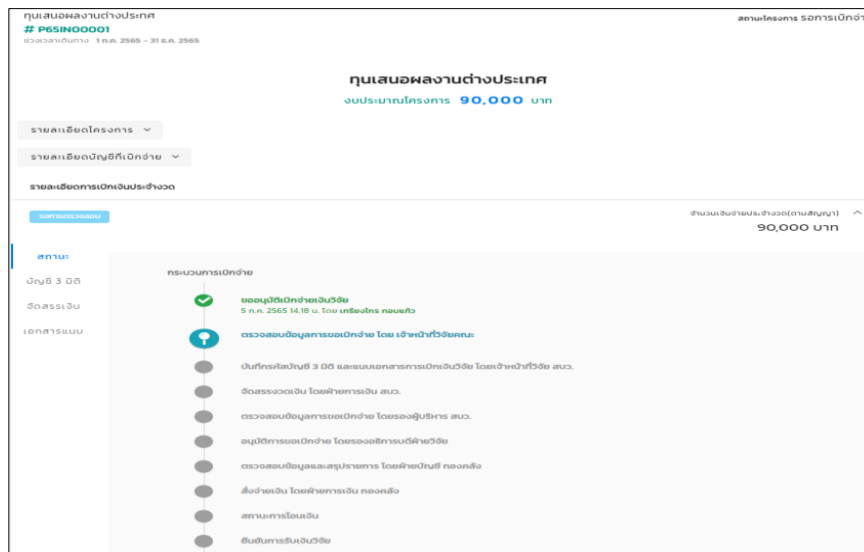 ทุนเสนอผลงานต่างประเทศ
# P65IN00001
ช่วงเวลาเดินทาง 1 ก.ค. 2565 - 31 ธ.ค. 2565
สถานะโครงการ รอการเบิกจ่า
ทุนเสนอผลงานต่างประเทศ
งบประมาณโครงการ 90,000 บาท
รายละเอียดโครงการ
รายละเอียดบัญชีที่เบิกจ่าย
รายละเอียดการเบิกเงินประจำงวด
รอการตรวจสอบ
จำนวนเงินจ่ายประจำงวด(ตามสัญญา)
90,000 บาท
สถานะ
บัญชี 3 มิติ
จัดสรรเงิน
เอกสารแนบ
กระบวนการเบิกจ่าย
ขออนุมัติเบิกจ่ายเงินวิจัย
5 ก.ค. 2565 14.18 น. โดย เกรียงไกร กอบแก้ว
ตรวจสอบข้อมูลการขอเบิกจ่าย โดย เจ้าหน้าที่วิจัยคณะ
บันทึกรหัสบัญชี 3 มิติ และแนบเอกสารการเบิกเงินวิจัย โดยเจ้าหน้าที่วิจัย สบว.
จัดสรรงวดเงิน โดยฝ่ายการเงิน สบว.
ตรวจสอบข้อมูลการขอเบิกจ่าย โดยรองผู้บริหาร สบว.
อนุมัติการขอเบิกจ่าย โดยรองอธิการบดีฝ่ายวิจัย
ตรวจสอบข้อมูลและสรุปรายการ โดยฝ่ายบัญชี กองคลัง
สั่งจ่ายเงิน โดยฝ่ายการเงิน กองคลัง
สถานะการโอนเงิน
ยืนยันการรับเงินวิจัย